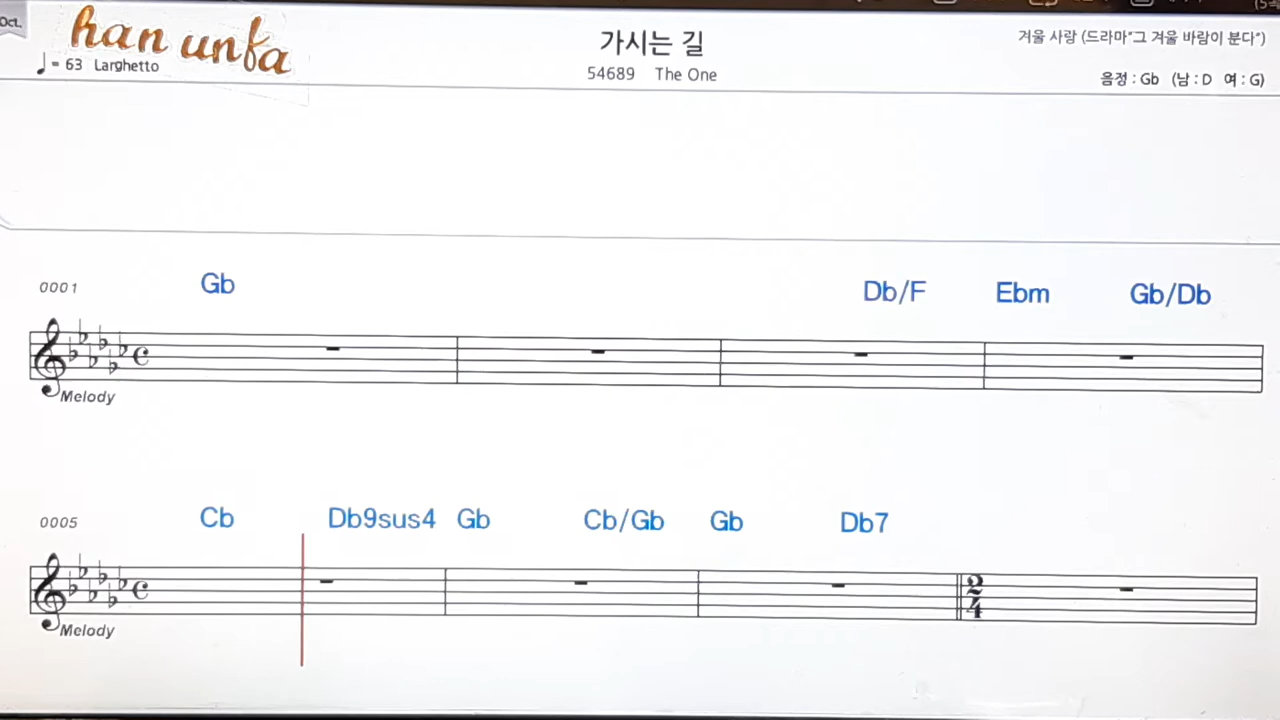 Oct.
han unfa
♩= 63 Larghetto
가시는 길
54689 The One
겨울 사랑 (드라마"그 겨울 바람이 분다")
음정 : Gb (남 : D 여 : G)
0001 Gb Db/F Ebm Gb/Db
Melody
0005 Cb Db9sus4 Gb Cb/Gb Gb Db7
2
4
Melody